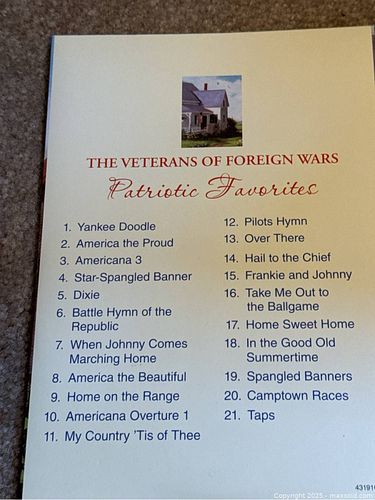 THE VETERANS OF FOREIGN WARS
Patriotic Favorites
1. Yankee Doodle
2. America the Proud
3. Americana 3
4. Star-Spangled Banner
5. Dixie
6. Battle Hymn of the
Republic
7. When Johnny Comes
Marching Home
8. America the Beautiful
9. Home on the Range
10. Americana Overture 1
11. My Country 'Tis of Thee
12. Pilots Hymn
13. Over There
14. Hail to the Chief
15. Frankie and Johnny
16. Take Me Out to
the Ballgame
17. Home Sweet Home
18. In the Good Old
Summertime
19. Spangled Banners
20. Camptown Races
21. Taps
Copyright 2025 - maxsold.com